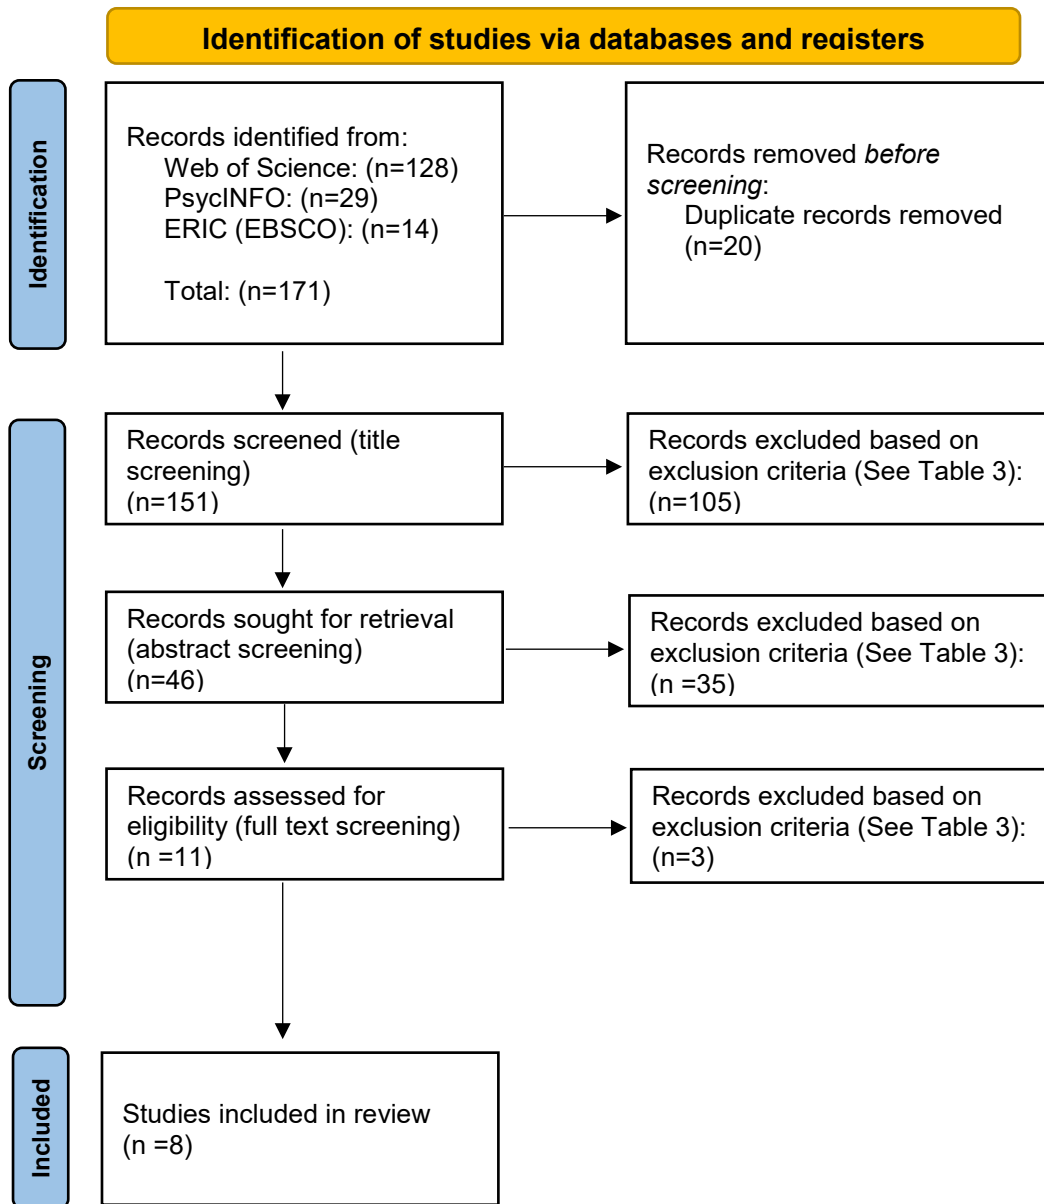 Identification of studies via databases and registers
Identification
Records identified from:
Web of Science: (n=128)
PsycINFO: (n=29)
ERIC (EBSCO): (n=14)
Total: (n=171)
Records removed before
screening:
Duplicate records removed
(n=20)
Screening
Records screened (title
screening)
(n=151)
Records excluded based on
exclusion criteria (See Table 3):
(n=105)
Records sought for retrieval
(abstract screening)
(n=46)
Records excluded based on
exclusion criteria (See Table 3):
(n =35)
Records assessed for
eligibility (full text screening)
(n =11)
Records excluded based on
exclusion criteria (See Table 3):
(n=3)
Included
Studies included in review
(n =8)